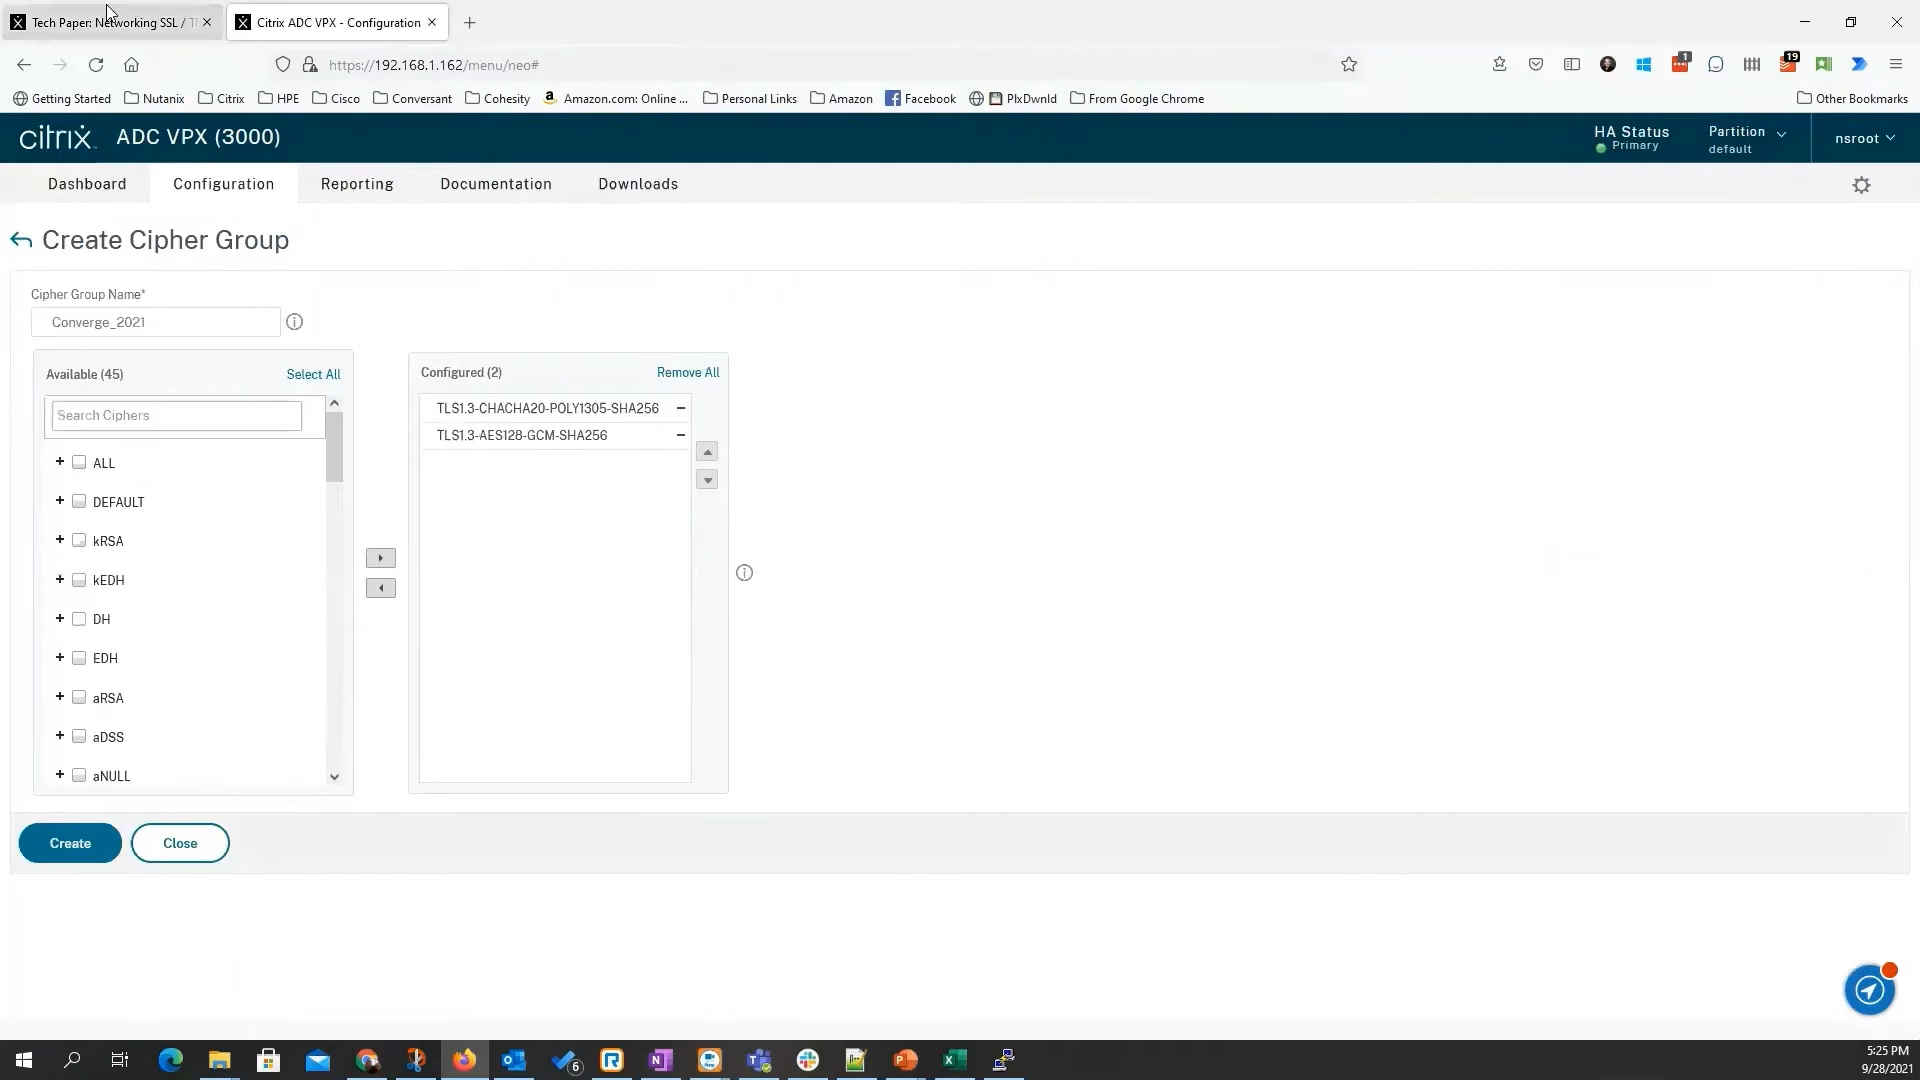 Tech Paper: Networking SSL / Tl
Citrix ADC VPX - Configuration
https://192.168.1.162/menu/neo#
1
19
Getting Started
Nutanix
Citrix
HPE
Cisco
Conversant
Cohesity
Amazon.com: Online ...
Personal Links
Amazon
Facebook
PlxDwnld
From Google Chrome
Other Bookmarks
citrix
ADC VPX (3000)
HA Status
Primary
Partition
default
nsroot
Dashboard
Configuration
Reporting
Documentation
Downloads
Create Cipher Group
Cipher Group Name*
Converge_2021
Available (45)
Select All
Search Ciphers
ALL
DEFAULT
kRSA
kEDH
DH
EDH
aRSA
aDSS
aNULL
Configured (2)
Remove All
TLS1.3-CHACHA20-POLY1305-SHA256
TLS1.3-AES128-GCM-SHA256
Create
Close
6
5:25 PM
9/28/2021